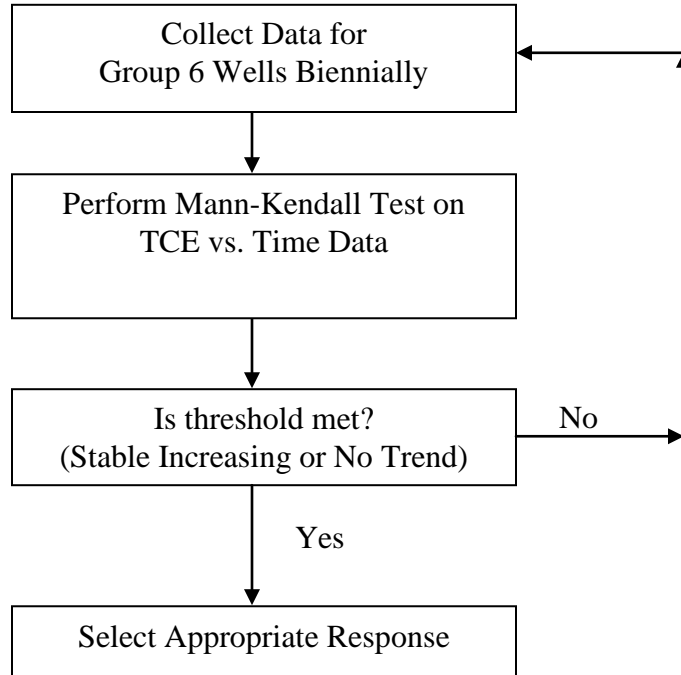 Collect Data for
Group 6 Wells Biennially
Perform Mann-Kendall Test on
TCE vs. Time Data
Is threshold met?
(Stable Increasing or No Trend)
No
Yes
Select Appropriate Response